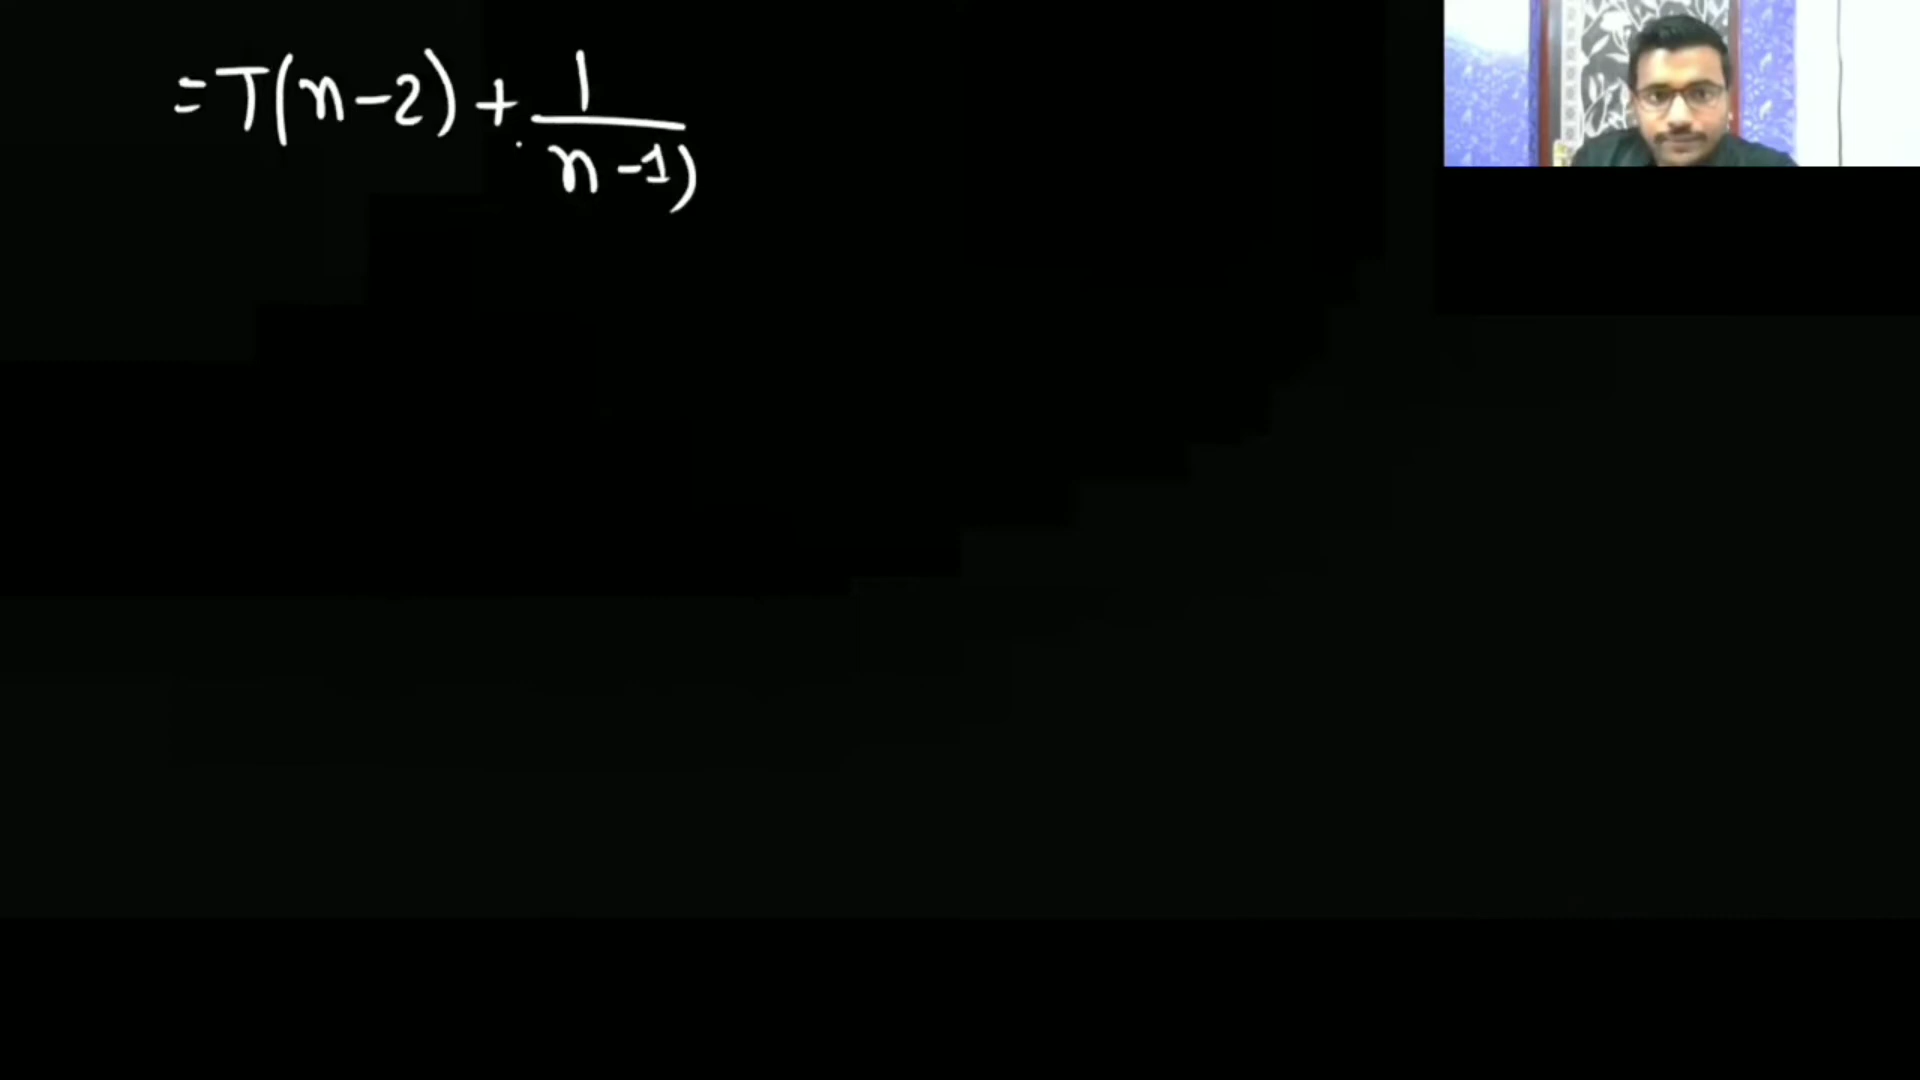 = T(n-2) + 1/n-1)